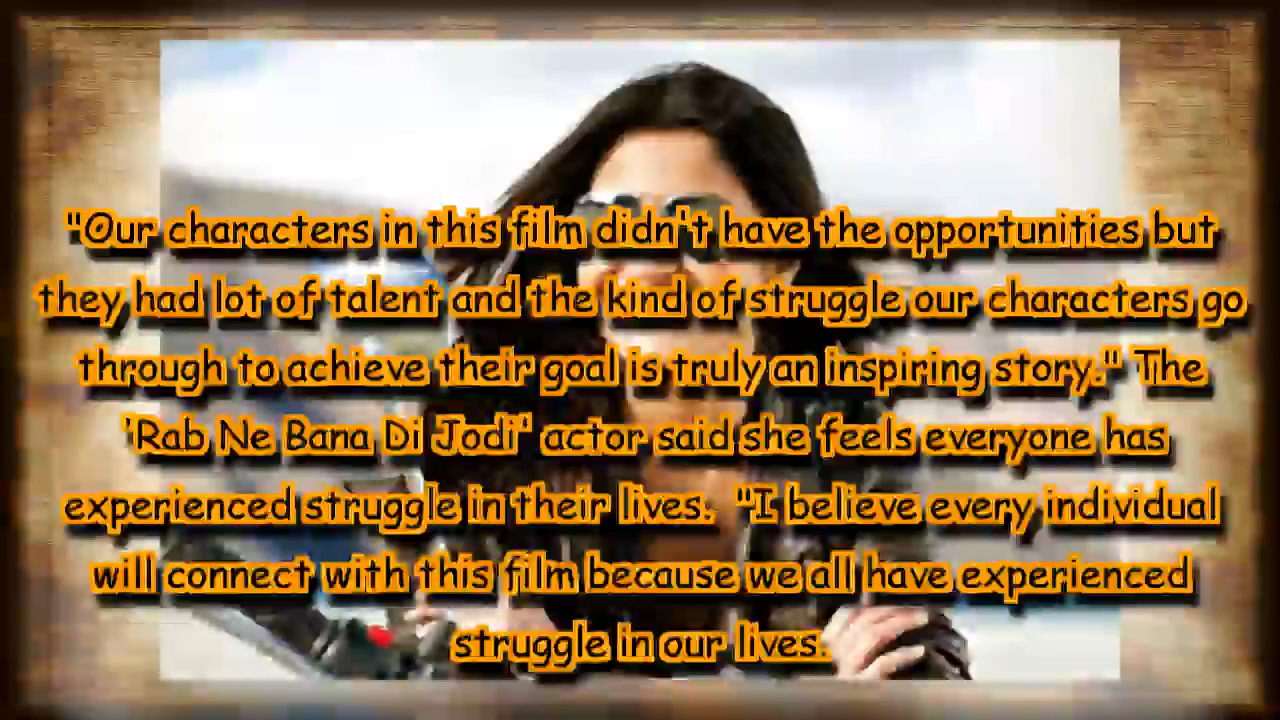 "Our characters in this film didn't have the opportunities but
they had lot of talent and the kind of struggle our characters go
through to achieve their goal is truly an inspiring story." The
'Rab Ne Bana Di Jodi' actor said she feels everyone has
experienced struggle in their lives.  "I believe every individual
will connect with this film because we all have experienced
struggle in our lives.